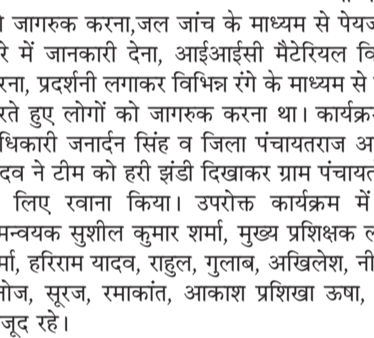 जागरुक करना,जल जांच के माध्यम से पेयज
रे में जानकारी देना, आईआईसी मैटेरियल वि
रना, प्रदर्शनी लगाकर विभिन्न रंगे के माध्यम से
रते हुए लोगों को जागरुक करना था। कार्यक्र
धिकारी जनार्दन सिंह व जिला पंचायतराज अ
दव ने टीम को हरी झंडी दिखाकर ग्राम पंचायत
लिए रवाना किया। उपरोक्त कार्यक्रम में
मन्वयक सुशील कुमार शर्मा, मुख्य प्रशिक्षक ल
र्मा, हरिराम यादव, राहुल, गुलाब, अखिलेश, नी
नोज, सूरज, रमाकांत, आकाश प्रशिखा ऊषा,
जूद रहे।